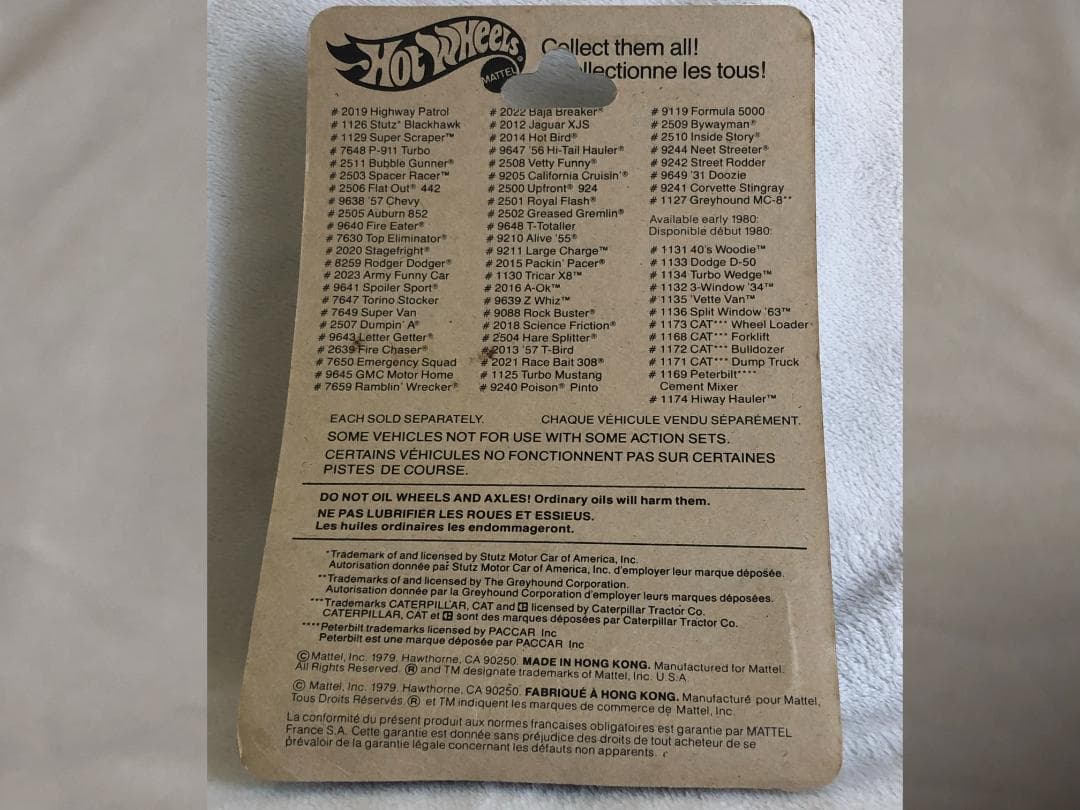 Hot Wheels®
MATTEL
Collect them all!
llectionne les tous!
# 2019 Highway Patrol
# 1126 Stutz* Blackhawk
# 1129 Super Scraper™
# 7648 P-911 Turbo
# 2511 Bubble Gunner®
# 2503 Spacer Racer™
# 2506 Flat Out® 442
# 9638 '57 Chevy
# 2505 Auburn 852
# 9640 Fire Eater®
# 7630 Top Eliminator®
# 2020 Stagefright®
# 8259 Rodger Dodger®
# 2023 Army Funny Car
# 9641 Spoiler Sport®
# 7647 Torino Stocker
# 7649 Super Van
# 2507 Dumpin' A®
# 9643 Letter Getter®
# 2639 Fire Chaser®
# 7650 Emergency Squad
# 9645 GMC Motor Home
# 7659 Ramblin' Wrecker®
# 2022 Baja Breaker®
# 2012 Jaguar XJS
# 2014 Hot Bird®
# 9647 '56 Hi-Tail Hauler®
# 2508 Vetty Funny®
# 9205 California Cruisin'®
# 2500 Upfront® 924
# 2501 Royal Flash®
# 2502 Greased Gremlin®
# 9648 T-Totaller
# 9210 Alive '55®
# 9211 Large Charge™
# 2015 Packin' Pacer®
# 1130 Tricar X8™
# 2016 A-Ok™
# 9639 Z Whiz™
# 9088 Rock Buster®
# 2018 Science Friction®
# 2504 Hare Splitter®
# 2013 '57 T-Bird
# 2021 Race Bait 308®
# 1125 Turbo Mustang
# 9240 Poison® Pinto
# 9119 Formula 5000
# 2509 Bywayman®
# 2510 Inside Story®
# 9244 Neet Streeter®
# 9242 Street Rodder
# 9649 '31 Doozie
# 9241 Corvette Stingray
# 1127 Greyhound MC-8**
Available early 1980:
Disponible début 1980:
# 1131 40's Woodie™
# 1133 Dodge D-50
# 1134 Turbo Wedge™
# 1132 3-Window '34™
# 1135 'Vette Van™
# 1136 Split Window '63™
# 1173 CAT*** Wheel Loader
# 1168 CAT*** Forklift
# 1172 CAT*** Bulldozer
# 1171 CAT*** Dump Truck
# 1169 Peterbilt****
Cement Mixer
# 1174 Hiway Hauler™
EACH SOLD SEPARATELY. CHAQUE VÉHICULE VENDU SÉPARÉMENT.
SOME VEHICLES NOT FOR USE WITH SOME ACTION SETS.
CERTAINS VÉHICULES NO FONCTIONNENT PAS SUR CERTAINES
PISTES DE COURSE.
DO NOT OIL WHEELS AND AXLES! Ordinary oils will harm them.
NE PAS LUBRIFIER LES ROUES ET ESSIEUS.
Les huiles ordinaires les endommageront.
*Trademark of and licensed by Stutz Motor Car of America, Inc.
Autorisation donnée par Stutz Motor Car of America, Inc. d'employer leur marque déposée.
**Trademarks of and licensed by The Greyhound Corporation.
Autorisation donnée par la Greyhound Corporation d'employer leurs marques déposées.
***Trademarks CATERPILLAR, CAT and C licensed by Caterpillar Tractor Co.
CATERPILLAR, CAT et C sont des marques déposées par Caterpillar Tractor Co.
****Peterbilt trademarks licensed by PACCAR Inc
Peterbilt est une marque déposée par PACCAR Inc
© Mattel, Inc. 1979. Hawthorne, CA 90250. MADE IN HONG KONG. Manufactured for Mattel.
All Rights Reserved. ® and TM designate trademarks of Mattel, Inc. U.S.A
© Mattel, Inc. 1979. Hawthorne, CA 90250. FABRIQUÉ À HONG KONG. Manufacturé pour Mattel,
Tous Droits Réservés. ® et TM indiquent les marques de commerce de Mattel, Inc.
La conformité du présent produit aux normes francaises obligatoires est garantie par MATTEL
France S.A. Cette garantie est donnée sans préjudice des droits de tout acheteur de se
prévaloir de la garantie légale concernant les défauts non apparents.